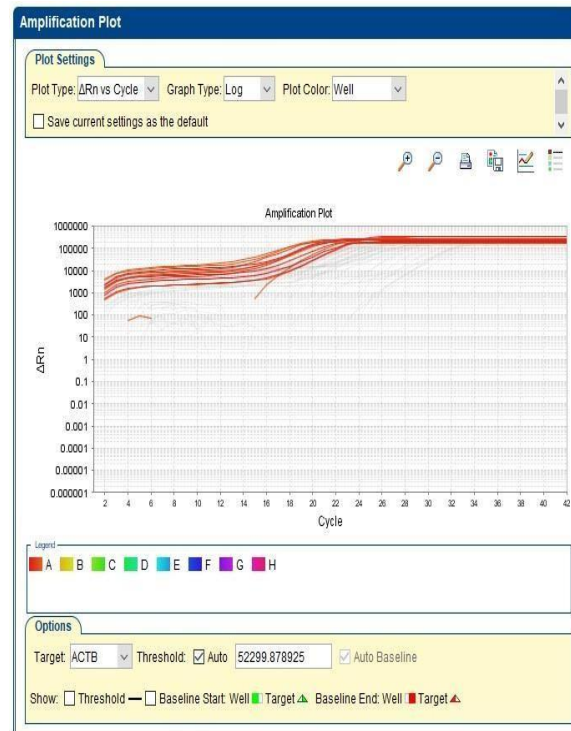 Amplification Plot
Plot Settings
Plot Type: ΔRn vs Cycle Graph Type: Log Plot Color: Well
Save current settings as the default
Amplification Plot
1000000
100000
10000
1000
100
10
1
0.1
0.01
0.001
0.0001
0.00001
0.000001
ΔRn
2 4 6 8 10 12 14 16 18 20 22 24 26 28 30 32 34 36 38 40 42
Cycle
Legend
A B C D E F G H
Options
Target: ACTB Threshold: Auto 52299.878925 Auto Baseline
Show: Threshold Baseline Start: Well Target Baseline End: Well Target